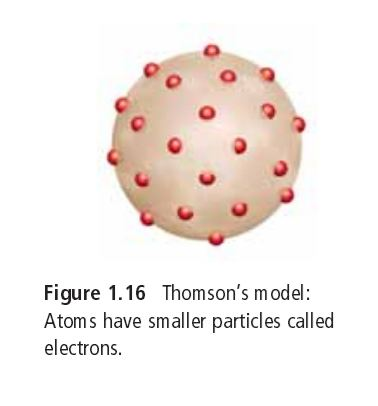 Figure 1.16 Thomson's model:
Atoms have smaller particles called
electrons.